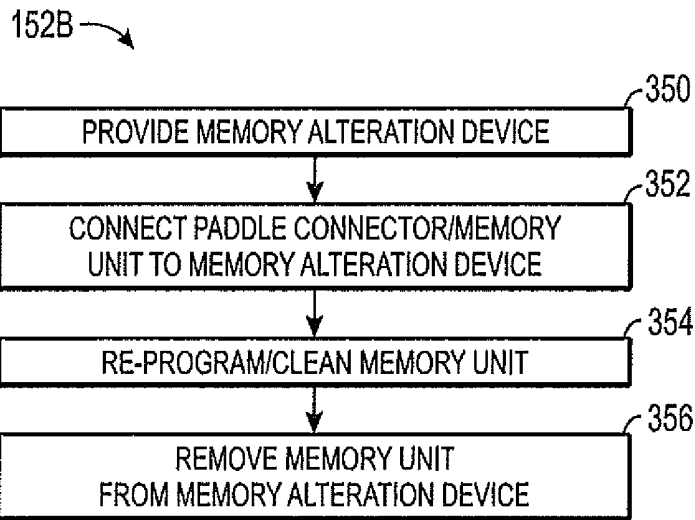 152B
350
PROVIDE MEMORY ALTERATION DEVICE
352
CONNECT PADDLE CONNECTOR/MEMORY
UNIT TO MEMORY ALTERATION DEVICE
354
RE-PROGRAM/CLEAN MEMORY UNIT
356
REMOVE MEMORY UNIT
FROM MEMORY ALTERATION DEVICE